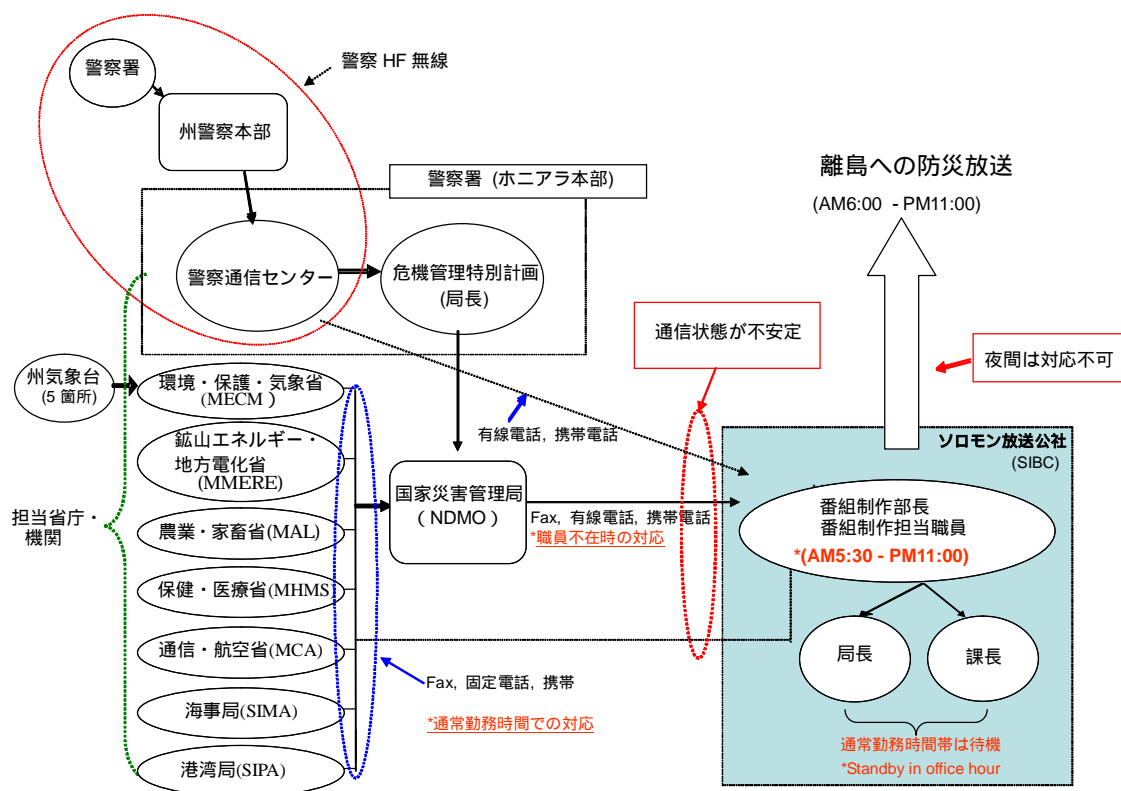 警察署
警察 HF 無線
州警察本部
警察署 (ホニアラ本部)
離島への防災放送
(AM6:00 - PM11:00)
警察通信センター
危機管理特別計画
(局長)
通信状態が不安定
夜間は対応不可
州気象台
(5 箇所)
環境・保護・気象省
(MECM )
有線電話, 携帯電話
鉱山エネルギー・
地方電化省
(MMERE)
ソロモン放送公社
(SIBC)
担当省庁・
機関
国家災害管理局
( NDMO)
Fax, 有線電話, 携帯電話
*職員不在時の対応
番組制作部長
番組制作担当職員
*(AM5:30 - PM11:00)
農業・家畜省(MAL)
保健・医療省(MHMS)
通信・航空省(MCA)
局長
課長
Fax, 固定電話, 携帯
*通常勤務時間での対応
海事局(SIMA)
港湾局(SIPA)
通常勤務時間帯は待機
*Standby in office hour